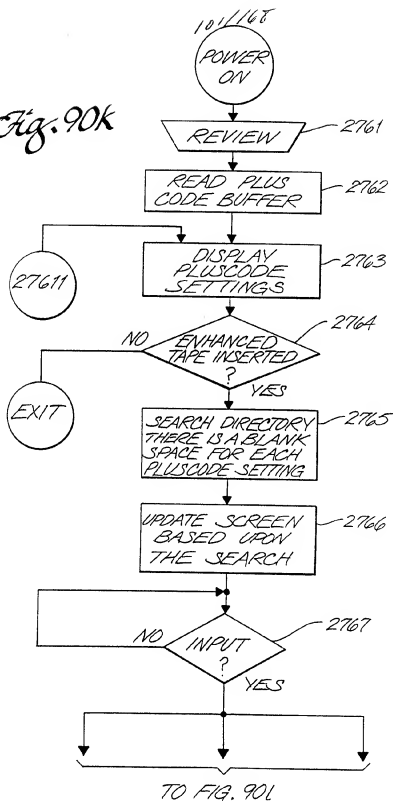 101/168
POWER
ON
Fig. 90k
REVIEW
2761
READ PLUS
CODE BUFFER
2762
DISPLAY
PLUSCODE
SETTINGS
2763
27611
ENHANCED
TAPE INSERTED
?
2764
NO
YES
EXIT
SEARCH DIRECTORY
THERE IS A BLANK
SPACE FOR EACH
PLUSCODE SETTING
2765
UPDATE SCREEN
BASED UPON
THE SEARCH
2766
INPUT
?
2767
NO
YES
TO FIG. 90l